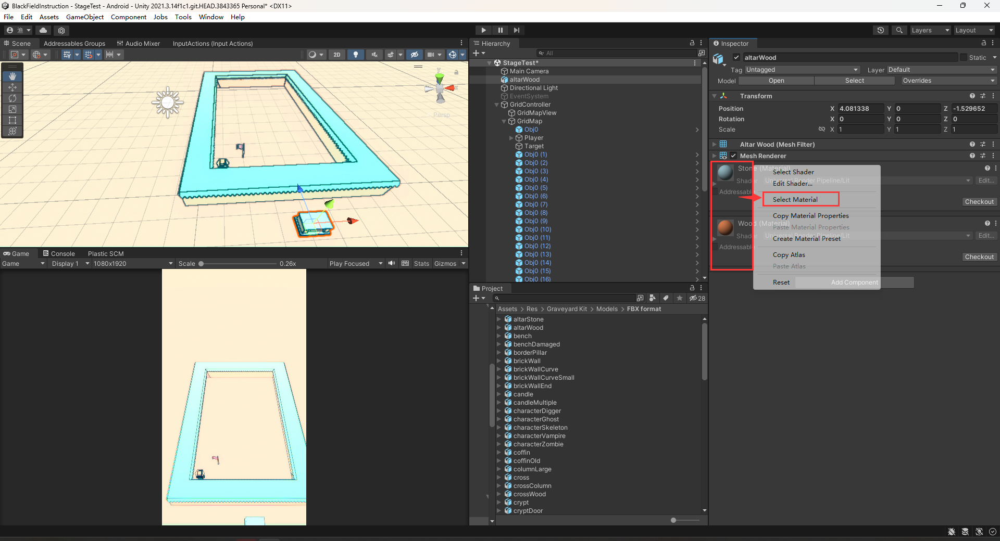 BlackFieldInstruction - StageTest - Android - Unity 2021.3.14f1c1.git.HEAD.3843365 Personal* <DX11>
File Edit Assets GameObject Component Jobs Tools Window Help
Layers Layout
Scene Addressables Groups Audio Mixer InputActions (Input Actions)
2D
Persp
Game Console Plastic SCM
Game Display 1 1080x1920 Scale 0.26x Play Focused Stats Gizmos
Hierarchy
All
StageTest*
Main Camera
altarWood
Directional Light
EventSystem
GridController
GridMapView
GridMap
Obj0
Player
Target
Obj0 (1)
Obj0 (2)
Obj0 (3)
Obj0 (4)
Obj0 (5)
Obj0 (6)
Obj0 (7)
Obj0 (8)
Obj0 (9)
Obj0 (10)
Obj0 (11)
Obj0 (12)
Obj0 (13)
Obj0 (14)
Obj0 (15)
Obj0 (16)
Project
28
Assets > Res > Graveyard Kit > Models > FBX format
altarStone
altarWood
bench
benchDamaged
borderPillar
brickWall
brickWallCurve
brickWallCurveSmall
brickWallEnd
candle
candleMultiple
characterDigger
characterGhost
characterSkeleton
characterVampire
characterZombie
coffin
coffinOld
columnLarge
cross
crossColumn
crossWood
crypt
cryptDoor
Inspector
altarWood Static
Tag Untagged Layer Default
Model Open Select Overrides
Transform
Position X 4.081338 Y 0 Z -1.529652
Rotation X 0 Y 0 Z 0
Scale X 1 Y 1 Z 1
Altar Wood (Mesh Filter)
Mesh Renderer
Stone (Material)
Shader Universal Render Pipeline/Lit Edit...
Addressable
Checkout
Wood (Material)
Shader Universal Render Pipeline/Lit Edit...
Addressable
Checkout
Add Component
Select Shader
Edit Shader...
Select Material
Copy Material Properties
Paste Material Properties
Create Material Preset
Copy Atlas
Paste Atlas
Reset